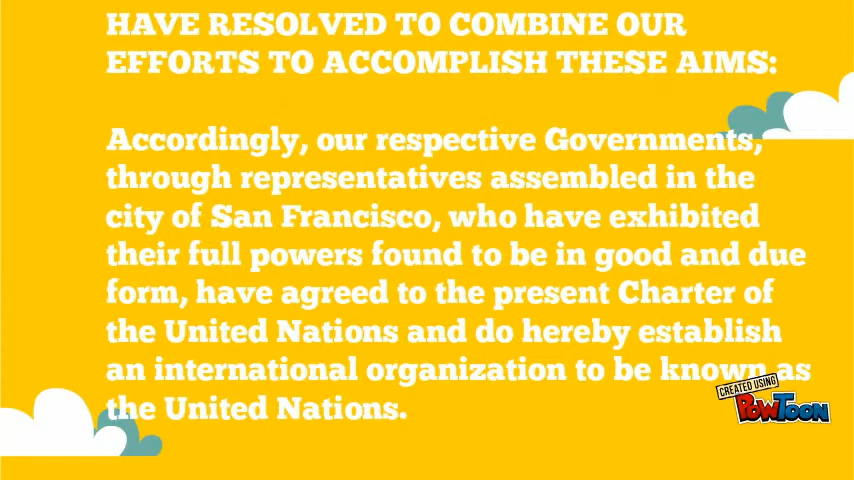 HAVE RESOLVED TO COMBINE OUR
EFFORTS TO ACCOMPLISH THESE AIMS:
Accordingly, our respective Governments,
through representatives assembled in the
city of San Francisco, who have exhibited
their full powers found to be in good and due
form, have agreed to the present Charter of
the United Nations and do hereby establish
an international organization to be known as
the United Nations.
CREATED USING
POWTOON